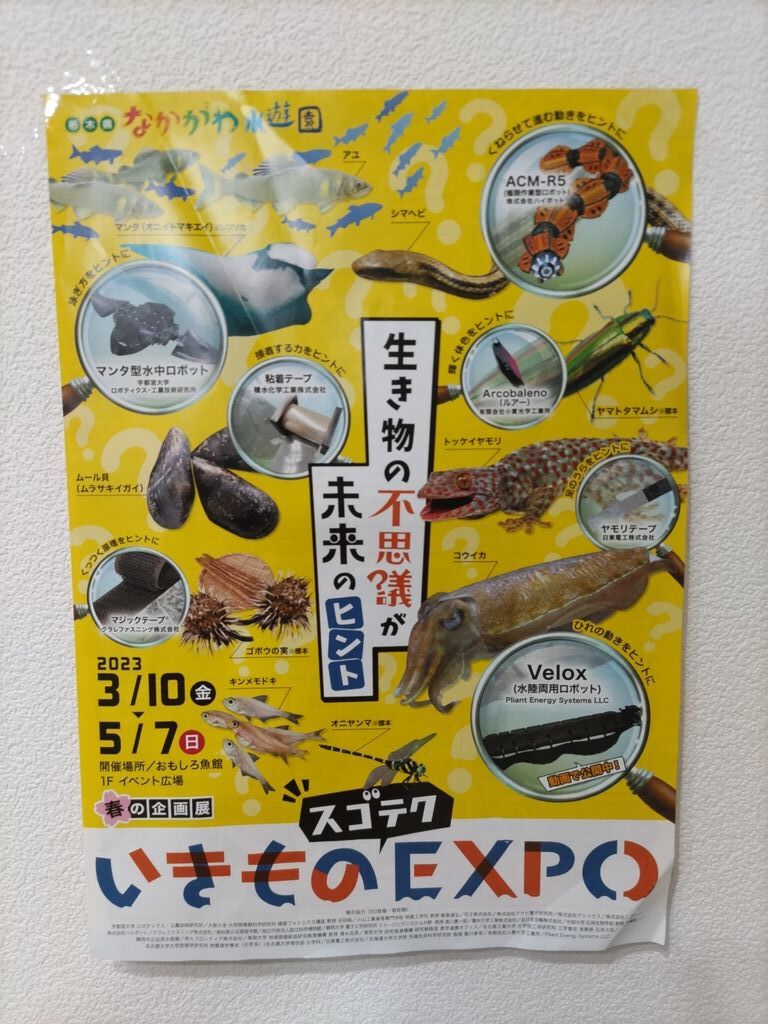 栃木県 なかがわ水遊園
アユ
くねらせて進む動きをヒントに
ACM-R5
(極限作業型ロボット)
株式会社ハイボット
シマヘビ
マンタ(オニイトマキエイ)※レプリカ
泳ぎ方をヒントに
マンタ型水中ロボット
宇都宮大学
ロボティクス・工農技術研究所
接着する力をヒントに
粘着テープ
積水化学工業株式会社
輝く体色をヒントに
Arcobaleno
(ルアー)
ヤマトタマムシ※標本
生き物の不思議が
未来のヒント
ムール貝
(ムラサキイガイ)
トッケイヤモリ
足のうらをヒントに
ヤモリテープ
日東電工株式会社
コウイカ
くっつく原理をヒントに
マジックテープ
クラレファスニング株式会社
ゴボウの実※標本
ひれの動きをヒントに
Velox
(水陸両用ロボット)
Pliant Energy Systems LLC
動画で公開中!
2023
3/10金
▼
5/7日
開催場所/おもしろ魚館
1F イベント広場
キンメモドキ
オニヤンマ※標本
春の企画展
スゴテク
いきものEXPO